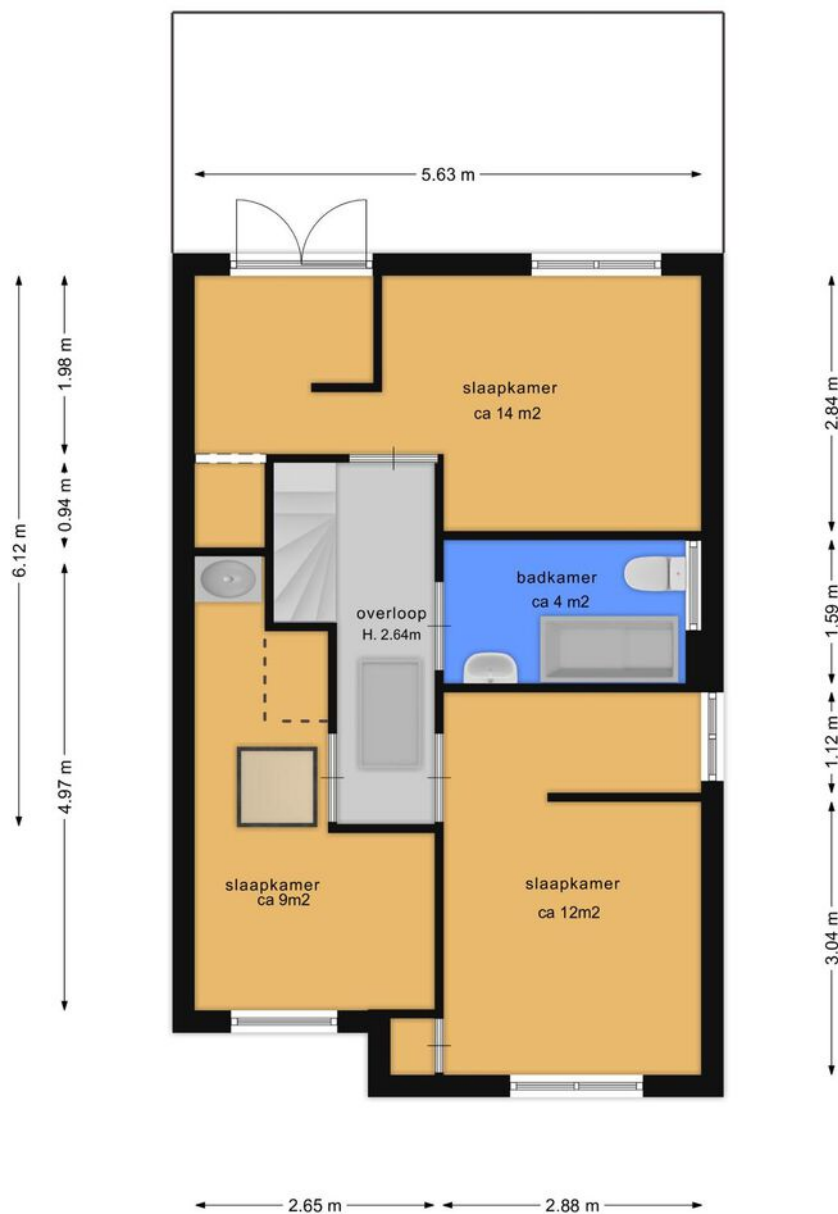 5.63 m
1.98 m
2.84 m
slaapkamer
ca 14 m2
0.94 m
6.12 m
badkamer
ca 4 m2
1.59 m
overloop
H. 2.64m
4.97 m
1.12 m
slaapkamer
ca 9m2
slaapkamer
ca 12m2
3.04 m
2.65 m
2.88 m